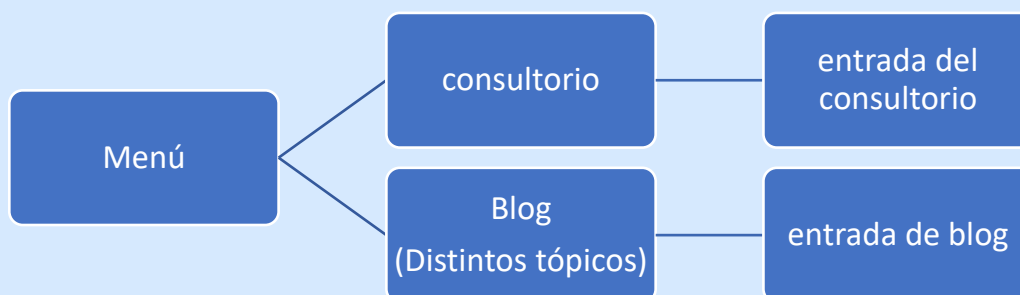 Menú
consultorio
entrada del
consultorio
Blog
(Distintos tópicos)
entrada de blog